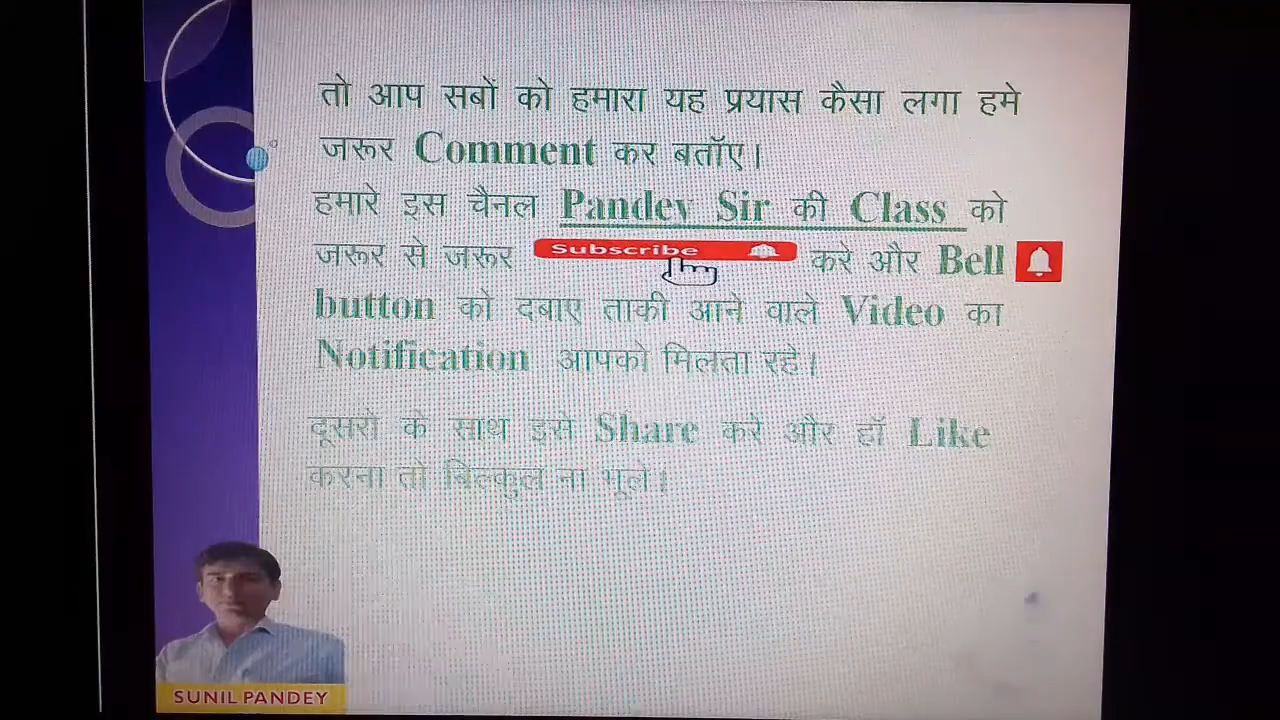 तो आप सबों को हमारा यह प्रयास कैसा लगा हमे
जरूर Comment कर बतॉए।
हमारे इस चैनल Pandey Sir की Class को
जरूर से जरूर Subscribe करे और Bell
button को दबाए ताकी आने वाले Video का
Notification आपको मिलता रहे।
दूसरो के साथ इसे Share करे और हॉ Like
करना तो बिल्कुल ना भूले।
SUNIL PANDEY